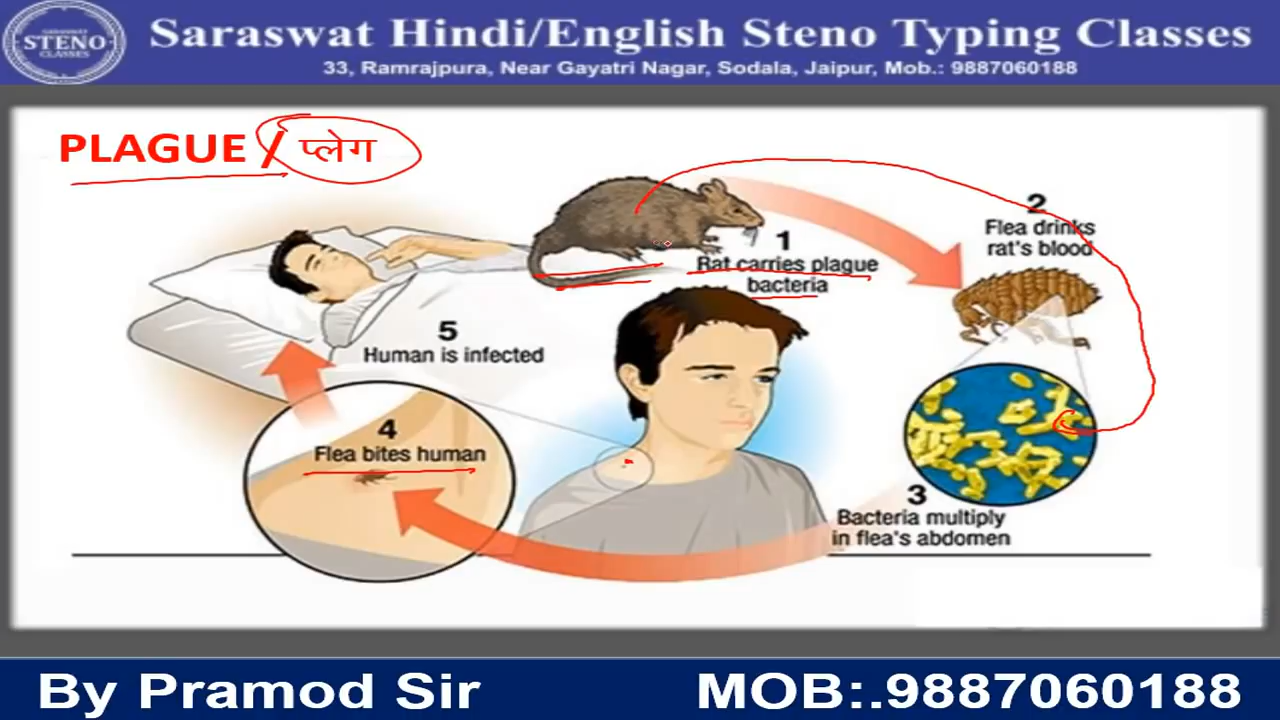 SARASWAT
STENO
CLASSES
Saraswat Hindi/English Steno Typing Classes
33, Ramrajpura, Near Gayatri Nagar, Sodala, Jaipur, Mob.: 9887060188
PLAGUE / प्लेग
1
Rat carries plague
bacteria
2
Flea drinks
rat's blood
3
Bacteria multiply
in flea's abdomen
4
Flea bites human
5
Human is infected
By Pramod Sir
MOB:.9887060188